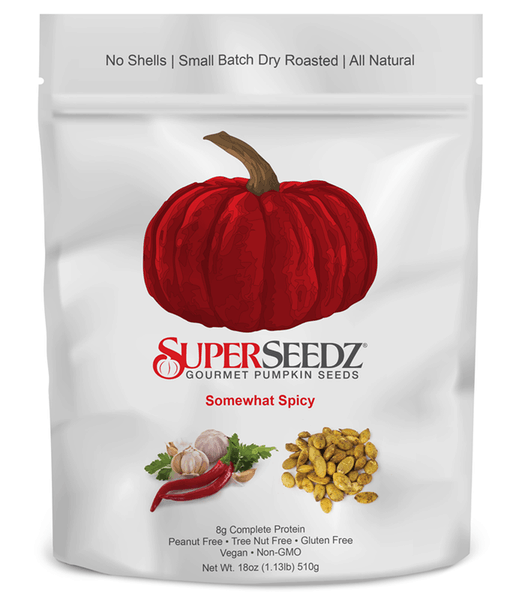 No Shells | Small Batch Dry Roasted | All Natural
SUPERSEEDZ®
GOURMET PUMPKIN SEEDS
Somewhat Spicy
8g Complete Protein
Peanut Free • Tree Nut Free • Gluten Free
Vegan • Non-GMO
Net Wt. 18oz (1.13lb) 510g